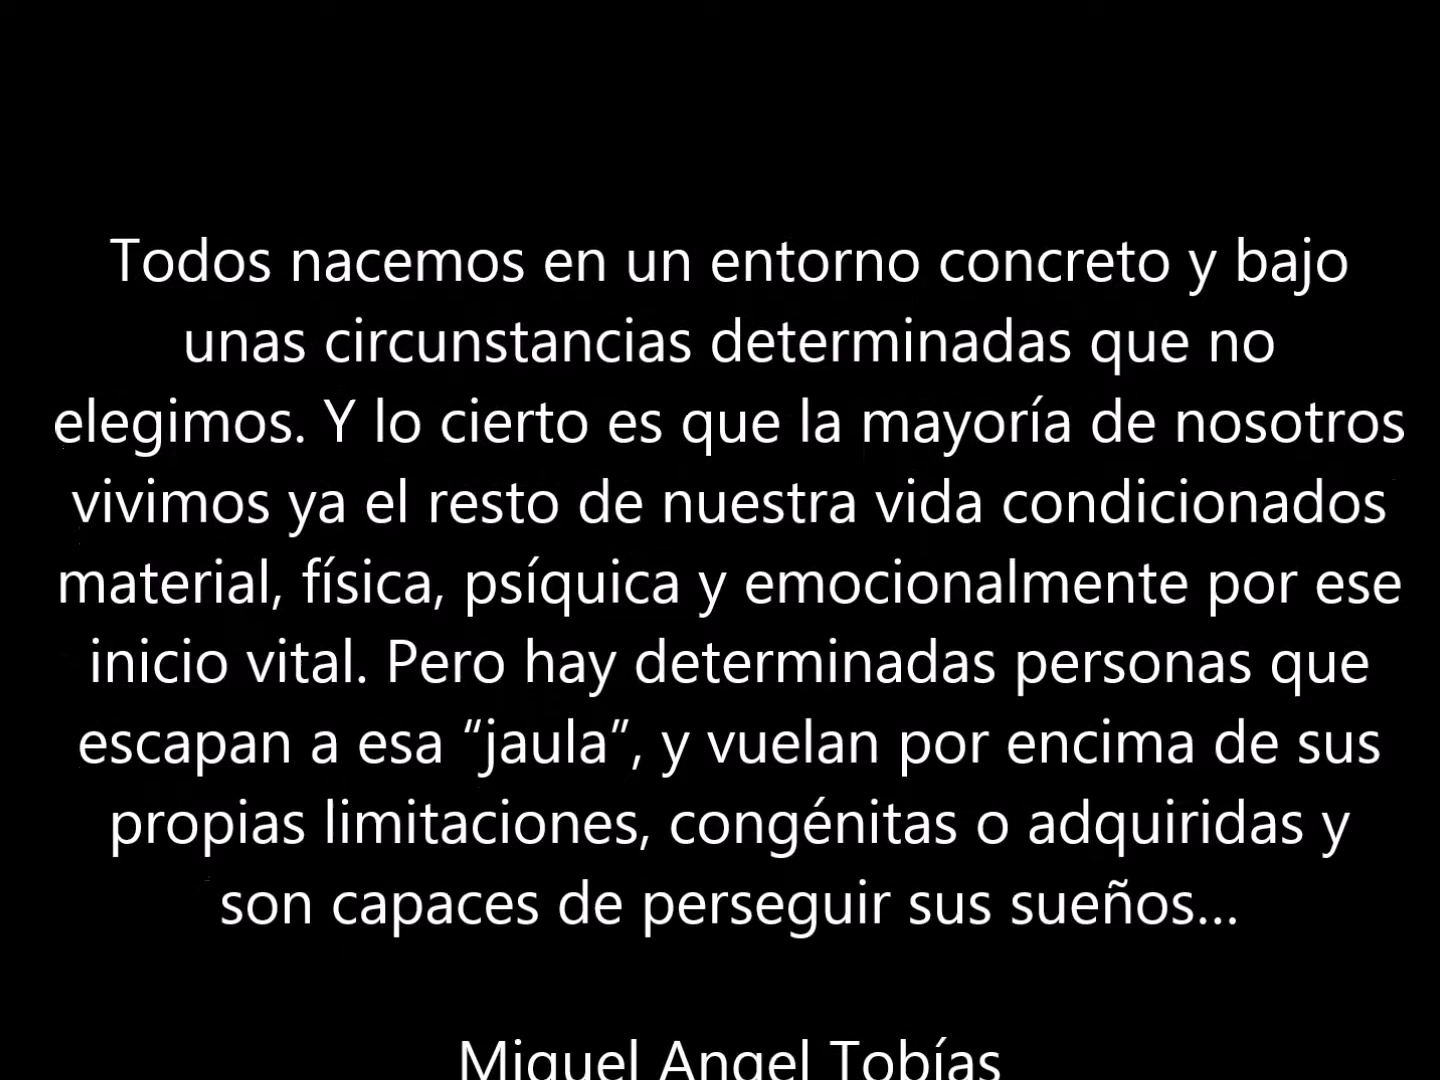 Todos nacemos en un entorno concreto y bajo
unas circunstancias determinadas que no
elegimos. Y lo cierto es que la mayoría de nosotros
vivimos ya el resto de nuestra vida condicionados
material, física, psíquica y emocionalmente por ese
inicio vital. Pero hay determinadas personas que
escapan a esa “jaula”, y vuelan por encima de sus
propias limitaciones, congénitas o adquiridas y
son capaces de perseguir sus sueños...
Miguel Angel Tobías